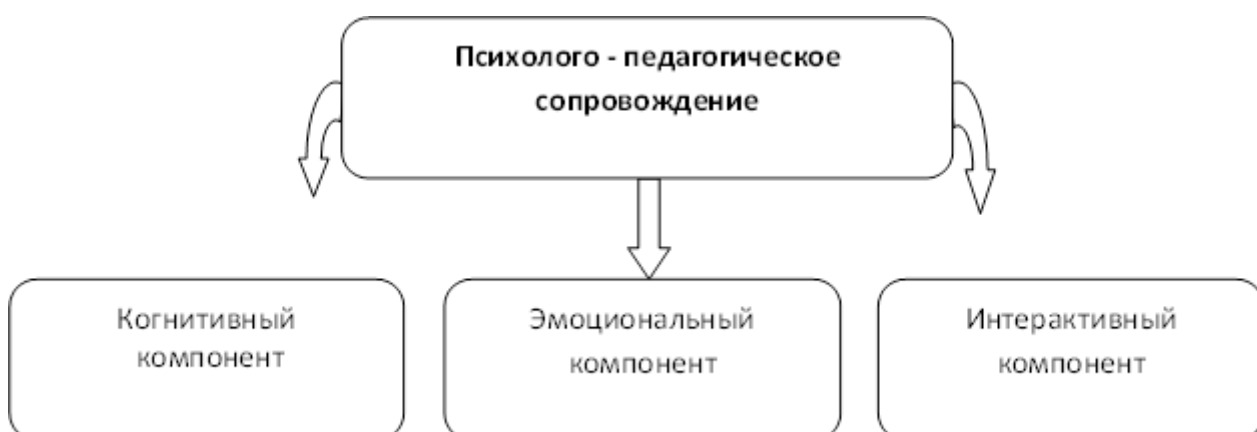 Психолого - педагогическое
сопровождение
Когнитивный
компонент
Эмоциональный
компонент
Интерактивный
компонент